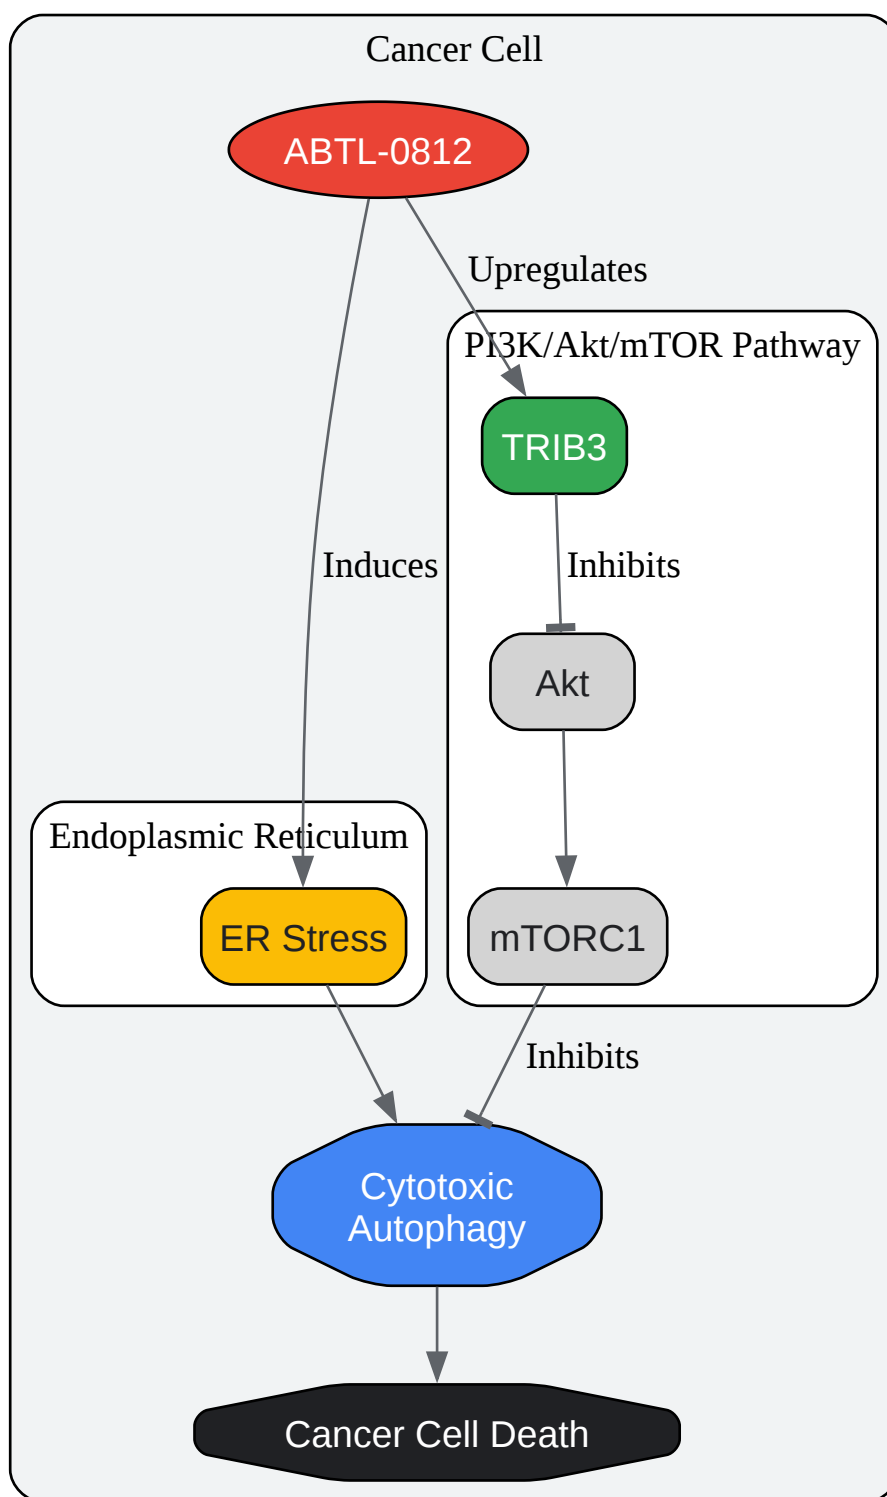 Cancer Cell
ABTL-0812
Upregulates
PI3K/Akt/mTOR Pathway
TRIB3
Induces
Inhibits
Akt
Endoplasmic Reticulum
ER Stress
mTORC1
Inhibits
Cytotoxic
Autophagy
Cancer Cell Death